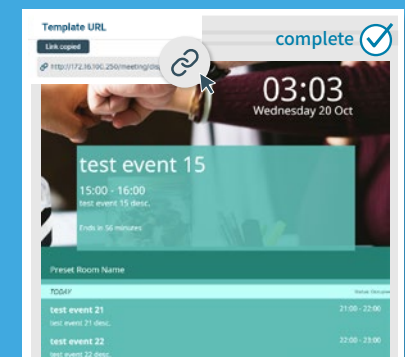 Template URL
complete
Link copied
http://172.16.100.250/meeting/dis
03:03
Wednesday 20 Oct
test event 15
15:00 - 16:00
test event 15 desc.
Ends in 56 minutes
Preset Room Name
TODAY
test event 21
21:00 - 22:00
test event 21 desc.
test event 22
22:00 - 23:00
test event 22 desc.